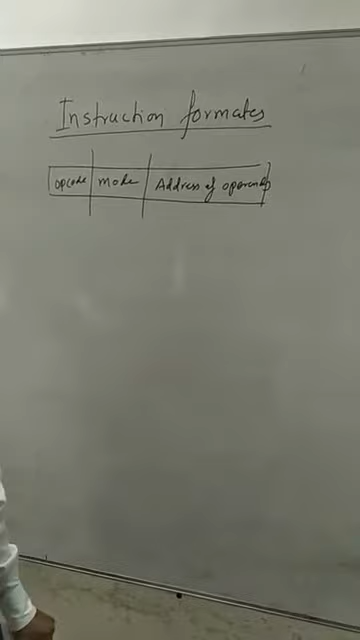 Instruction formates
opcode mode Address of operands